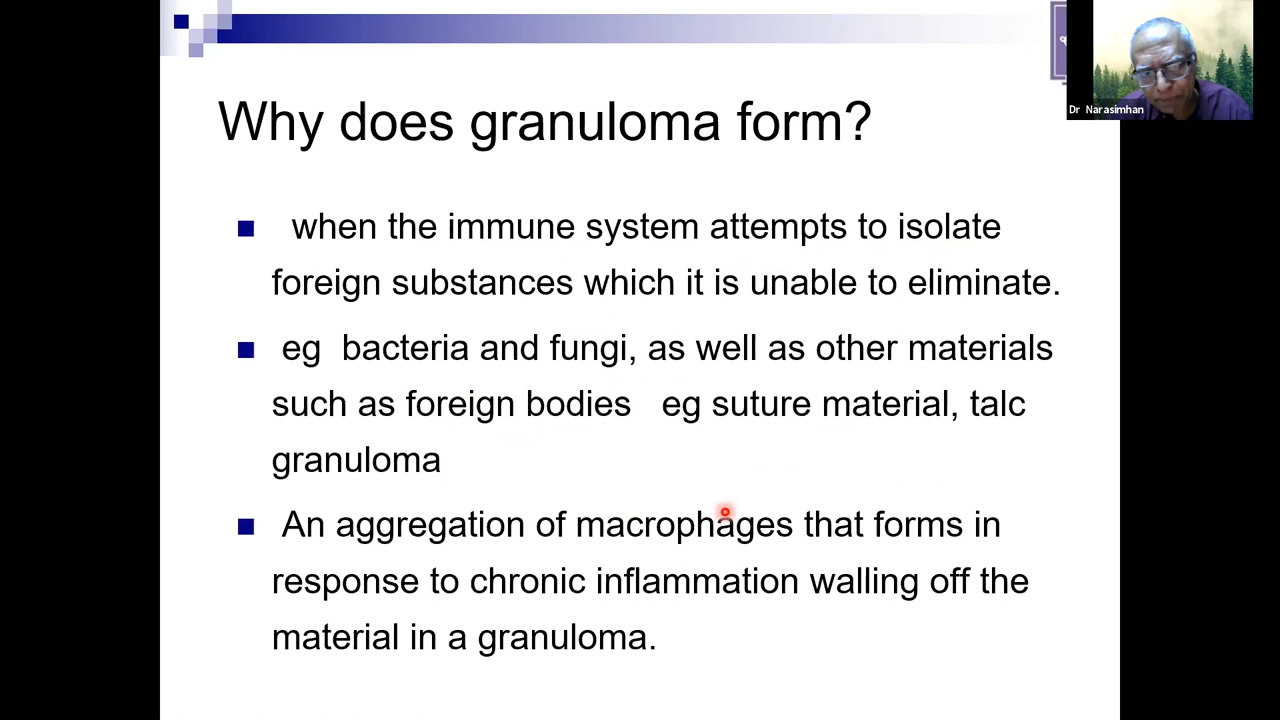 Why does granuloma form?
when the immune system attempts to isolate
foreign substances which it is unable to eliminate.
eg bacteria and fungi, as well as other materials
such as foreign bodies eg suture material, talc
granuloma
An aggregation of macrophages that forms in
response to chronic inflammation walling off the
material in a granuloma.
Dr Narasimhan